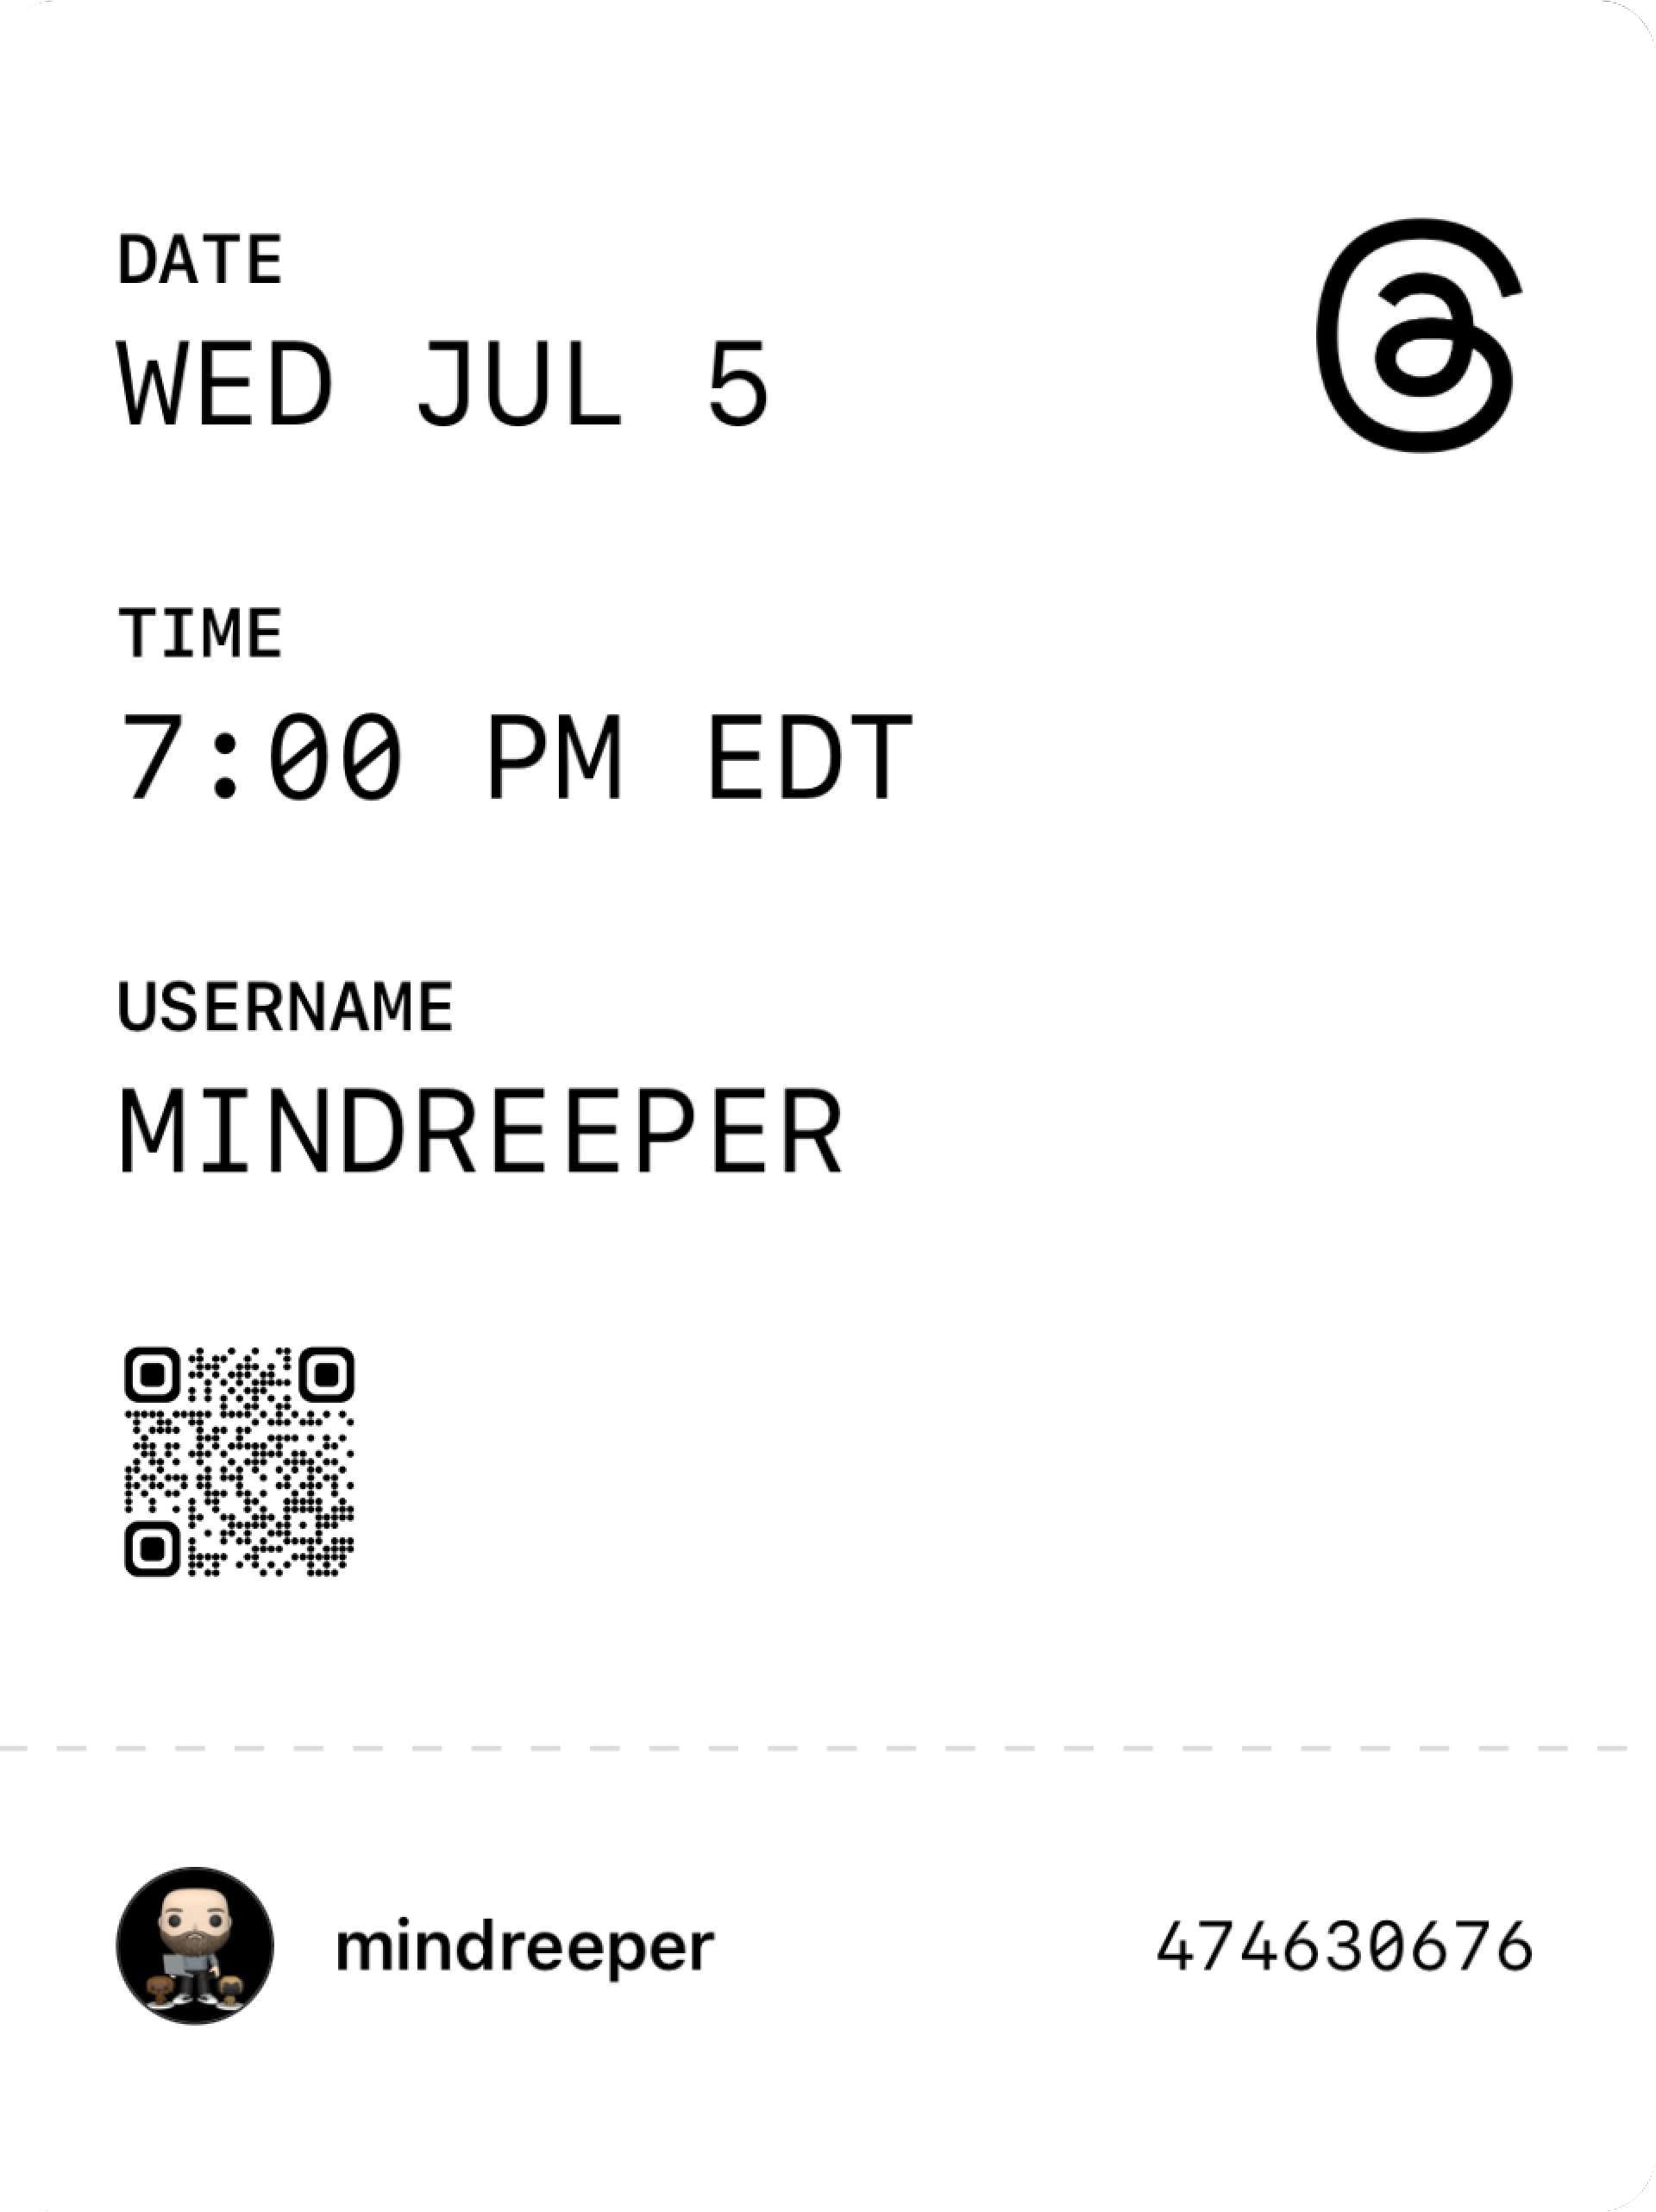 DATE
WED JUL 5
TIME
7:00 PM EDT
USERNAME
MINDREEPER
mindreeper
474630676